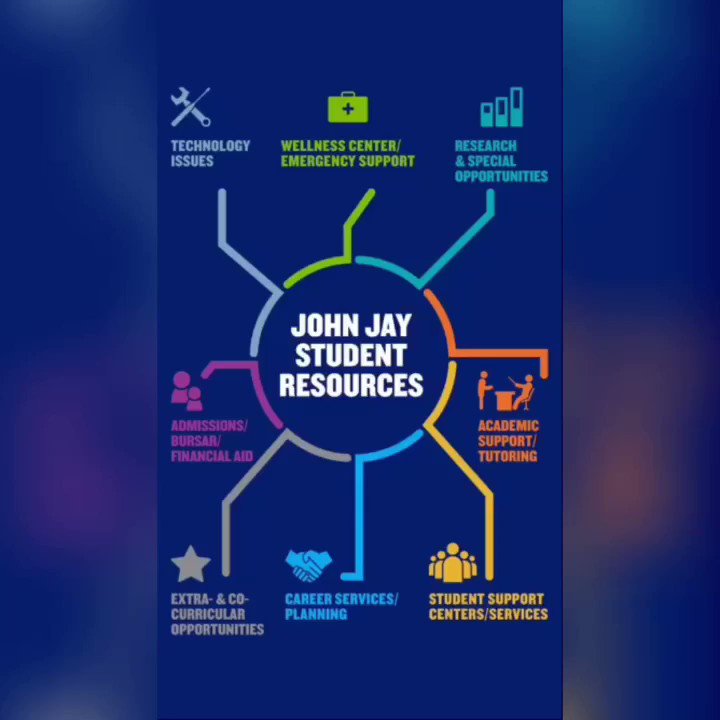 TECHNOLOGY
ISSUES
WELLNESS CENTER/
EMERGENCY SUPPORT
RESEARCH
& SPECIAL
OPPORTUNITIES
JOHN JAY
STUDENT
RESOURCES
ADMISSIONS/
BURSAR/
FINANCIAL AID
ACADEMIC
SUPPORT/
TUTORING
EXTRA- & CO-
CURRICULAR
OPPORTUNITIES
CAREER SERVICES/
PLANNING
STUDENT SUPPORT
CENTERS/SERVICES